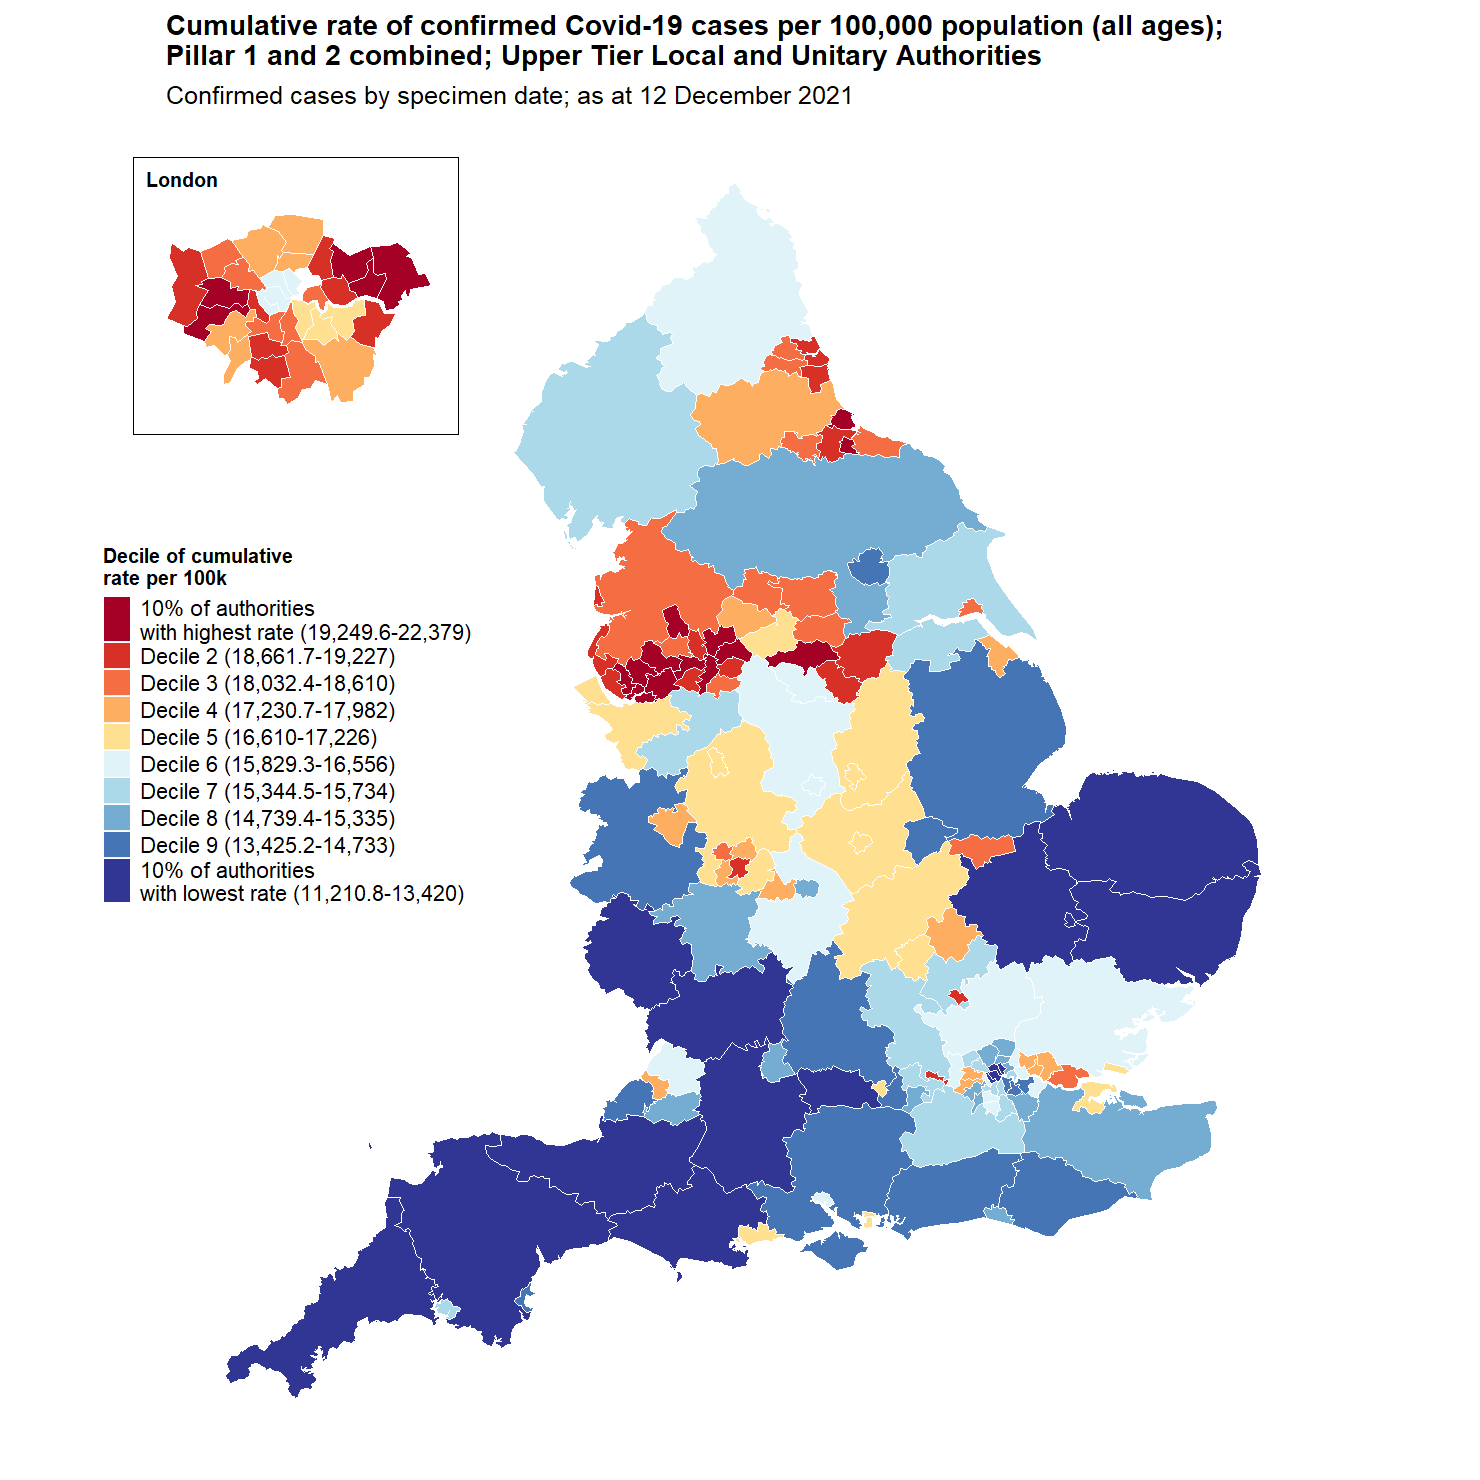 Cumulative rate of confirmed Covid-19 cases per 100,000 population (all ages);
Pillar 1 and 2 combined; Upper Tier Local and Unitary Authorities
Confirmed cases by specimen date; as at 12 December 2021
London
Decile of cumulative
rate per 100k
10% of authorities
with highest rate (19,249.6-22,379)
Decile 2 (18,661.7-19,227)
Decile 3 (18,032.4-18,610)
Decile 4 (17,230.7-17,982)
Decile 5 (16,610-17,226)
Decile 6 (15,829.3-16,556)
Decile 7 (15,344.5-15,734)
Decile 8 (14,739.4-15,335)
Decile 9 (13,425.2-14,733)
10% of authorities
with lowest rate (11,210.8-13,420)